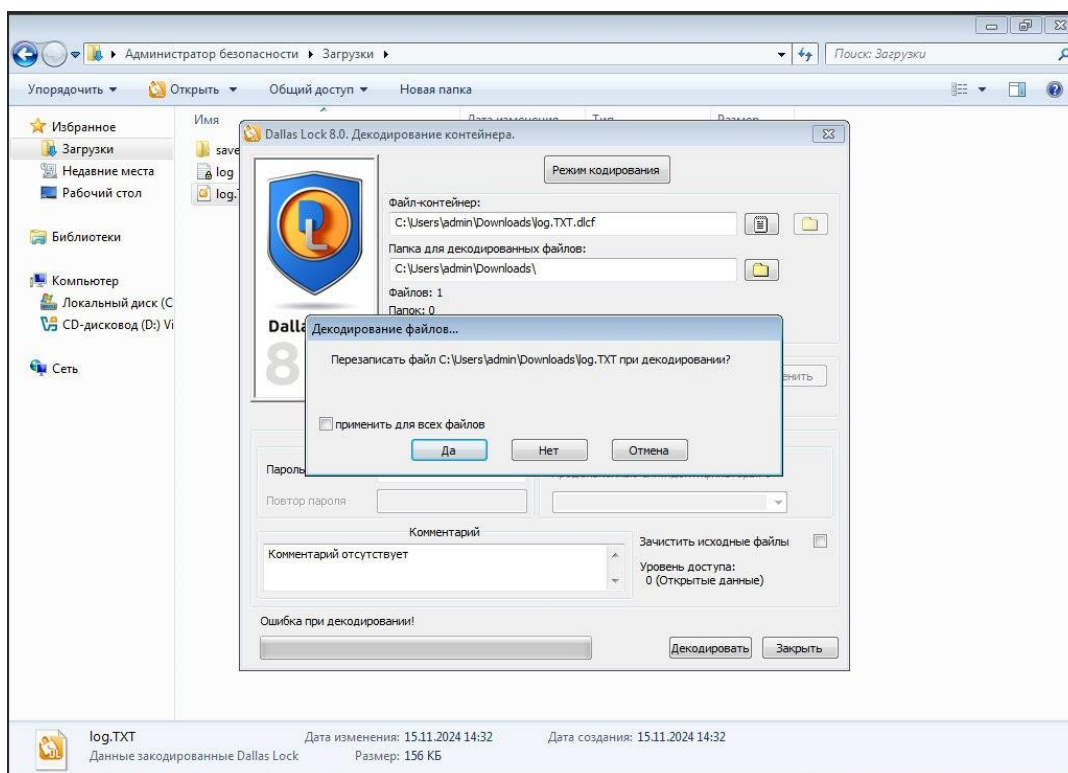 Администратор безопасности
Загрузки
Поиск: Загрузки
Упорядочить
Открыть
Общий доступ
Новая папка
Избранное
Загрузки
Недавние места
Рабочий стол
Библиотеки
Компьютер
Локальный диск (C
CD-дисковод (D:) Vi
Сеть
Имя
Дата изменения
Тип
Размер
save
log
log.
Dallas Lock 8.0. Декодирование контейнера.
Режим кодирования
Файл-контейнер:
C:\Users\admin\Downloads\log.TXT.dlcf
Папка для декодированных файлов:
C:\Users\admin\Downloads\
Файлов: 1
Папок: 0
Dalla
8
енить
Декодирование файлов...
Перезаписать файл C:\Users\admin\Downloads\log.TXT при декодировании?
применить для всех файлов
Да
Нет
Отмена
Пароль
Повтор пароля
Комментарий
Комментарий отсутствует
Зачистить исходные файлы
Уровень доступа:
0 (Открытые данные)
Ошибка при декодировании!
Декодировать
Закрыть
log.TXT
Дата изменения: 15.11.2024 14:32
Дата создания: 15.11.2024 14:32
Данные закодированные Dallas Lock
Размер: 156 КБ